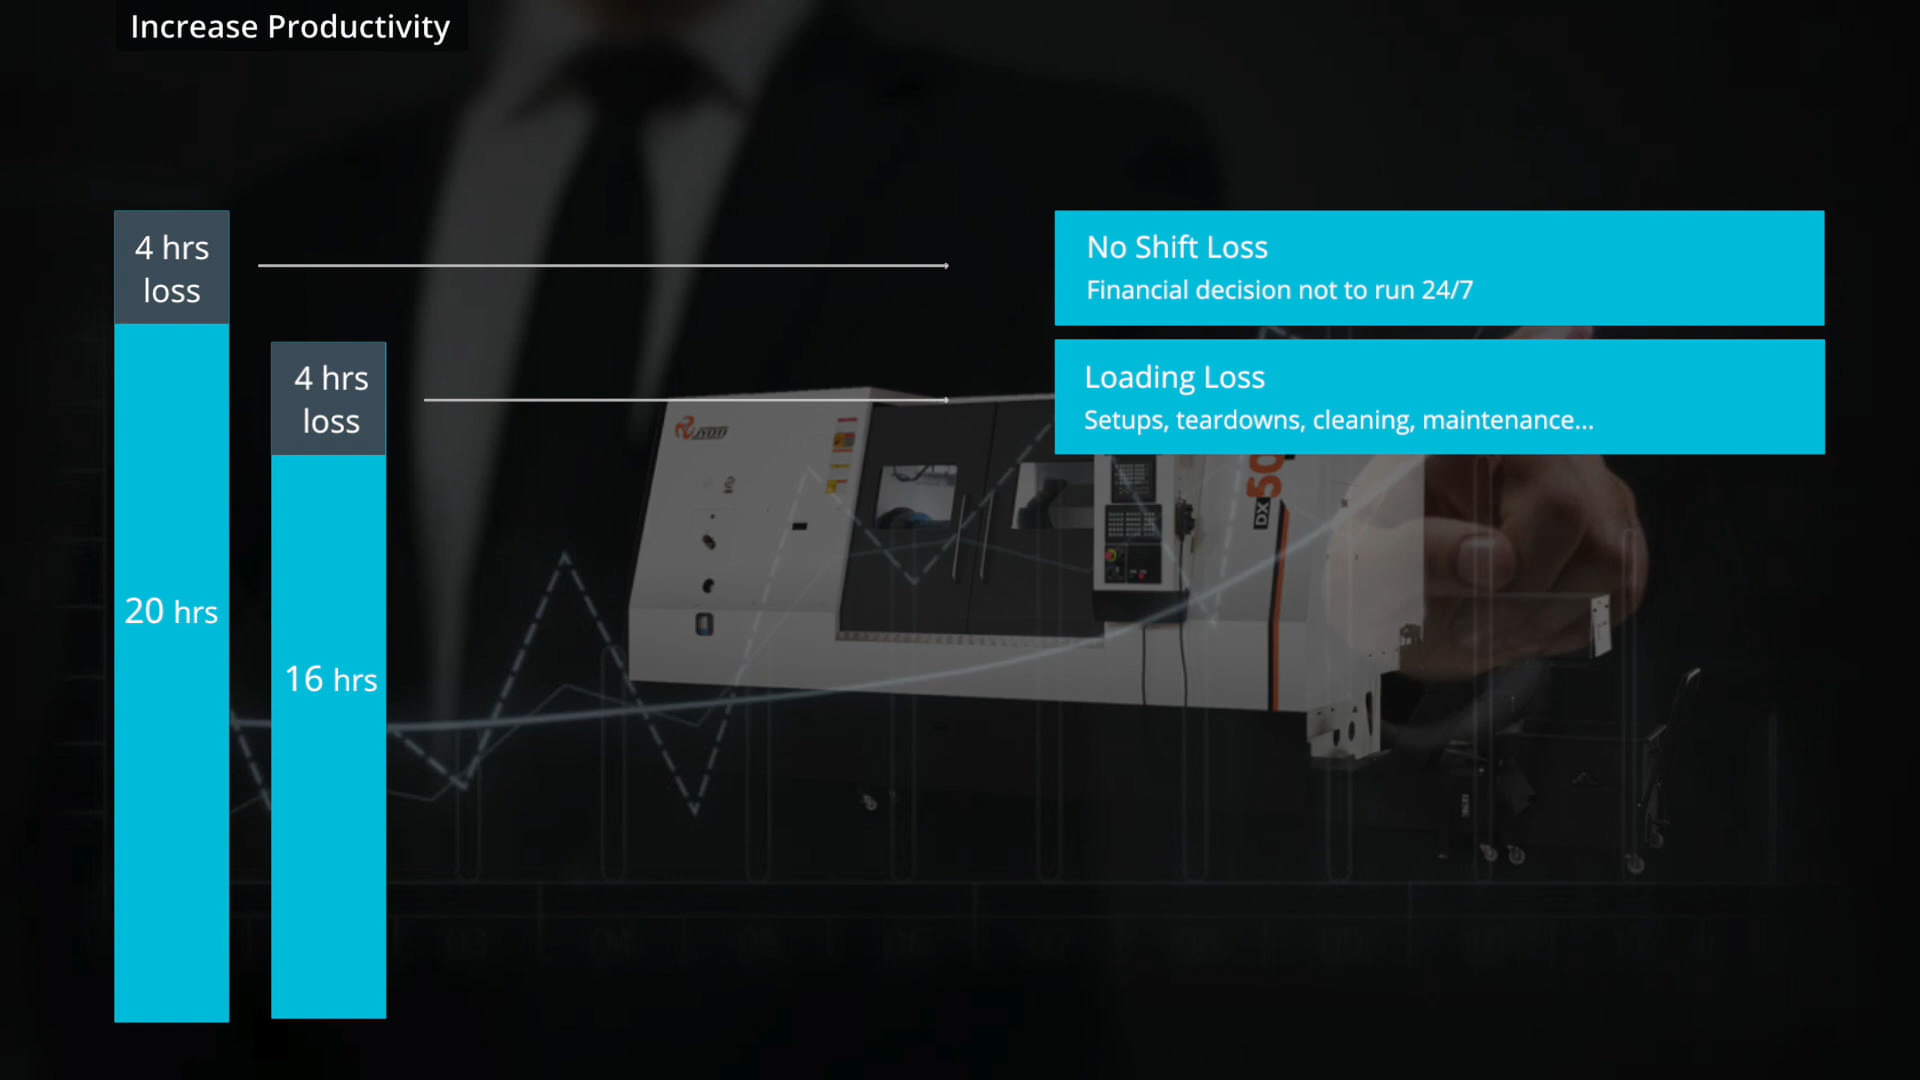 Increase Productivity
4 hrs
loss
No Shift Loss
Financial decision not to run 24/7
4 hrs
loss
Loading Loss
Setups, teardowns, cleaning, maintenance...
20 hrs
16 hrs
DX